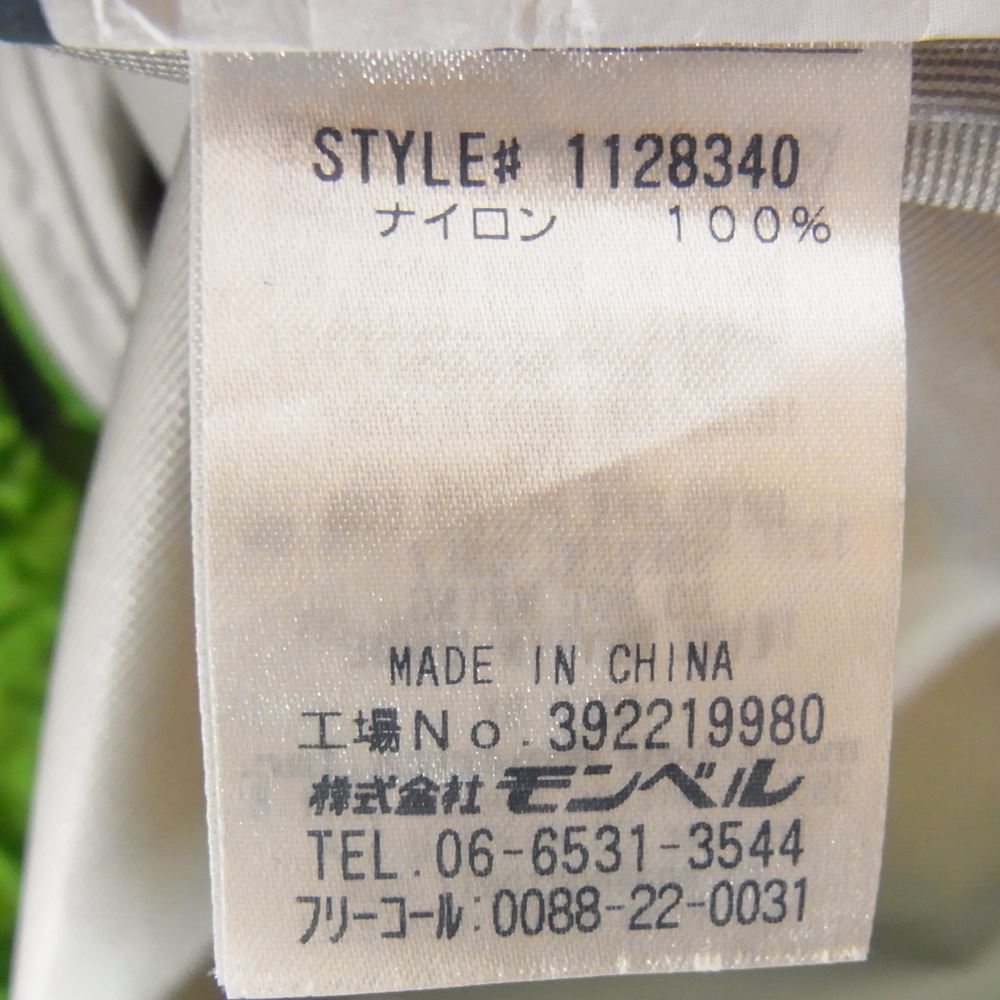 STYLE# 1128340
ナイロン 100%
MADE IN CHINA
工場No.392219980
株式会社モンベル
TEL.06-6531-3544
フリーコール:0088-22-0031